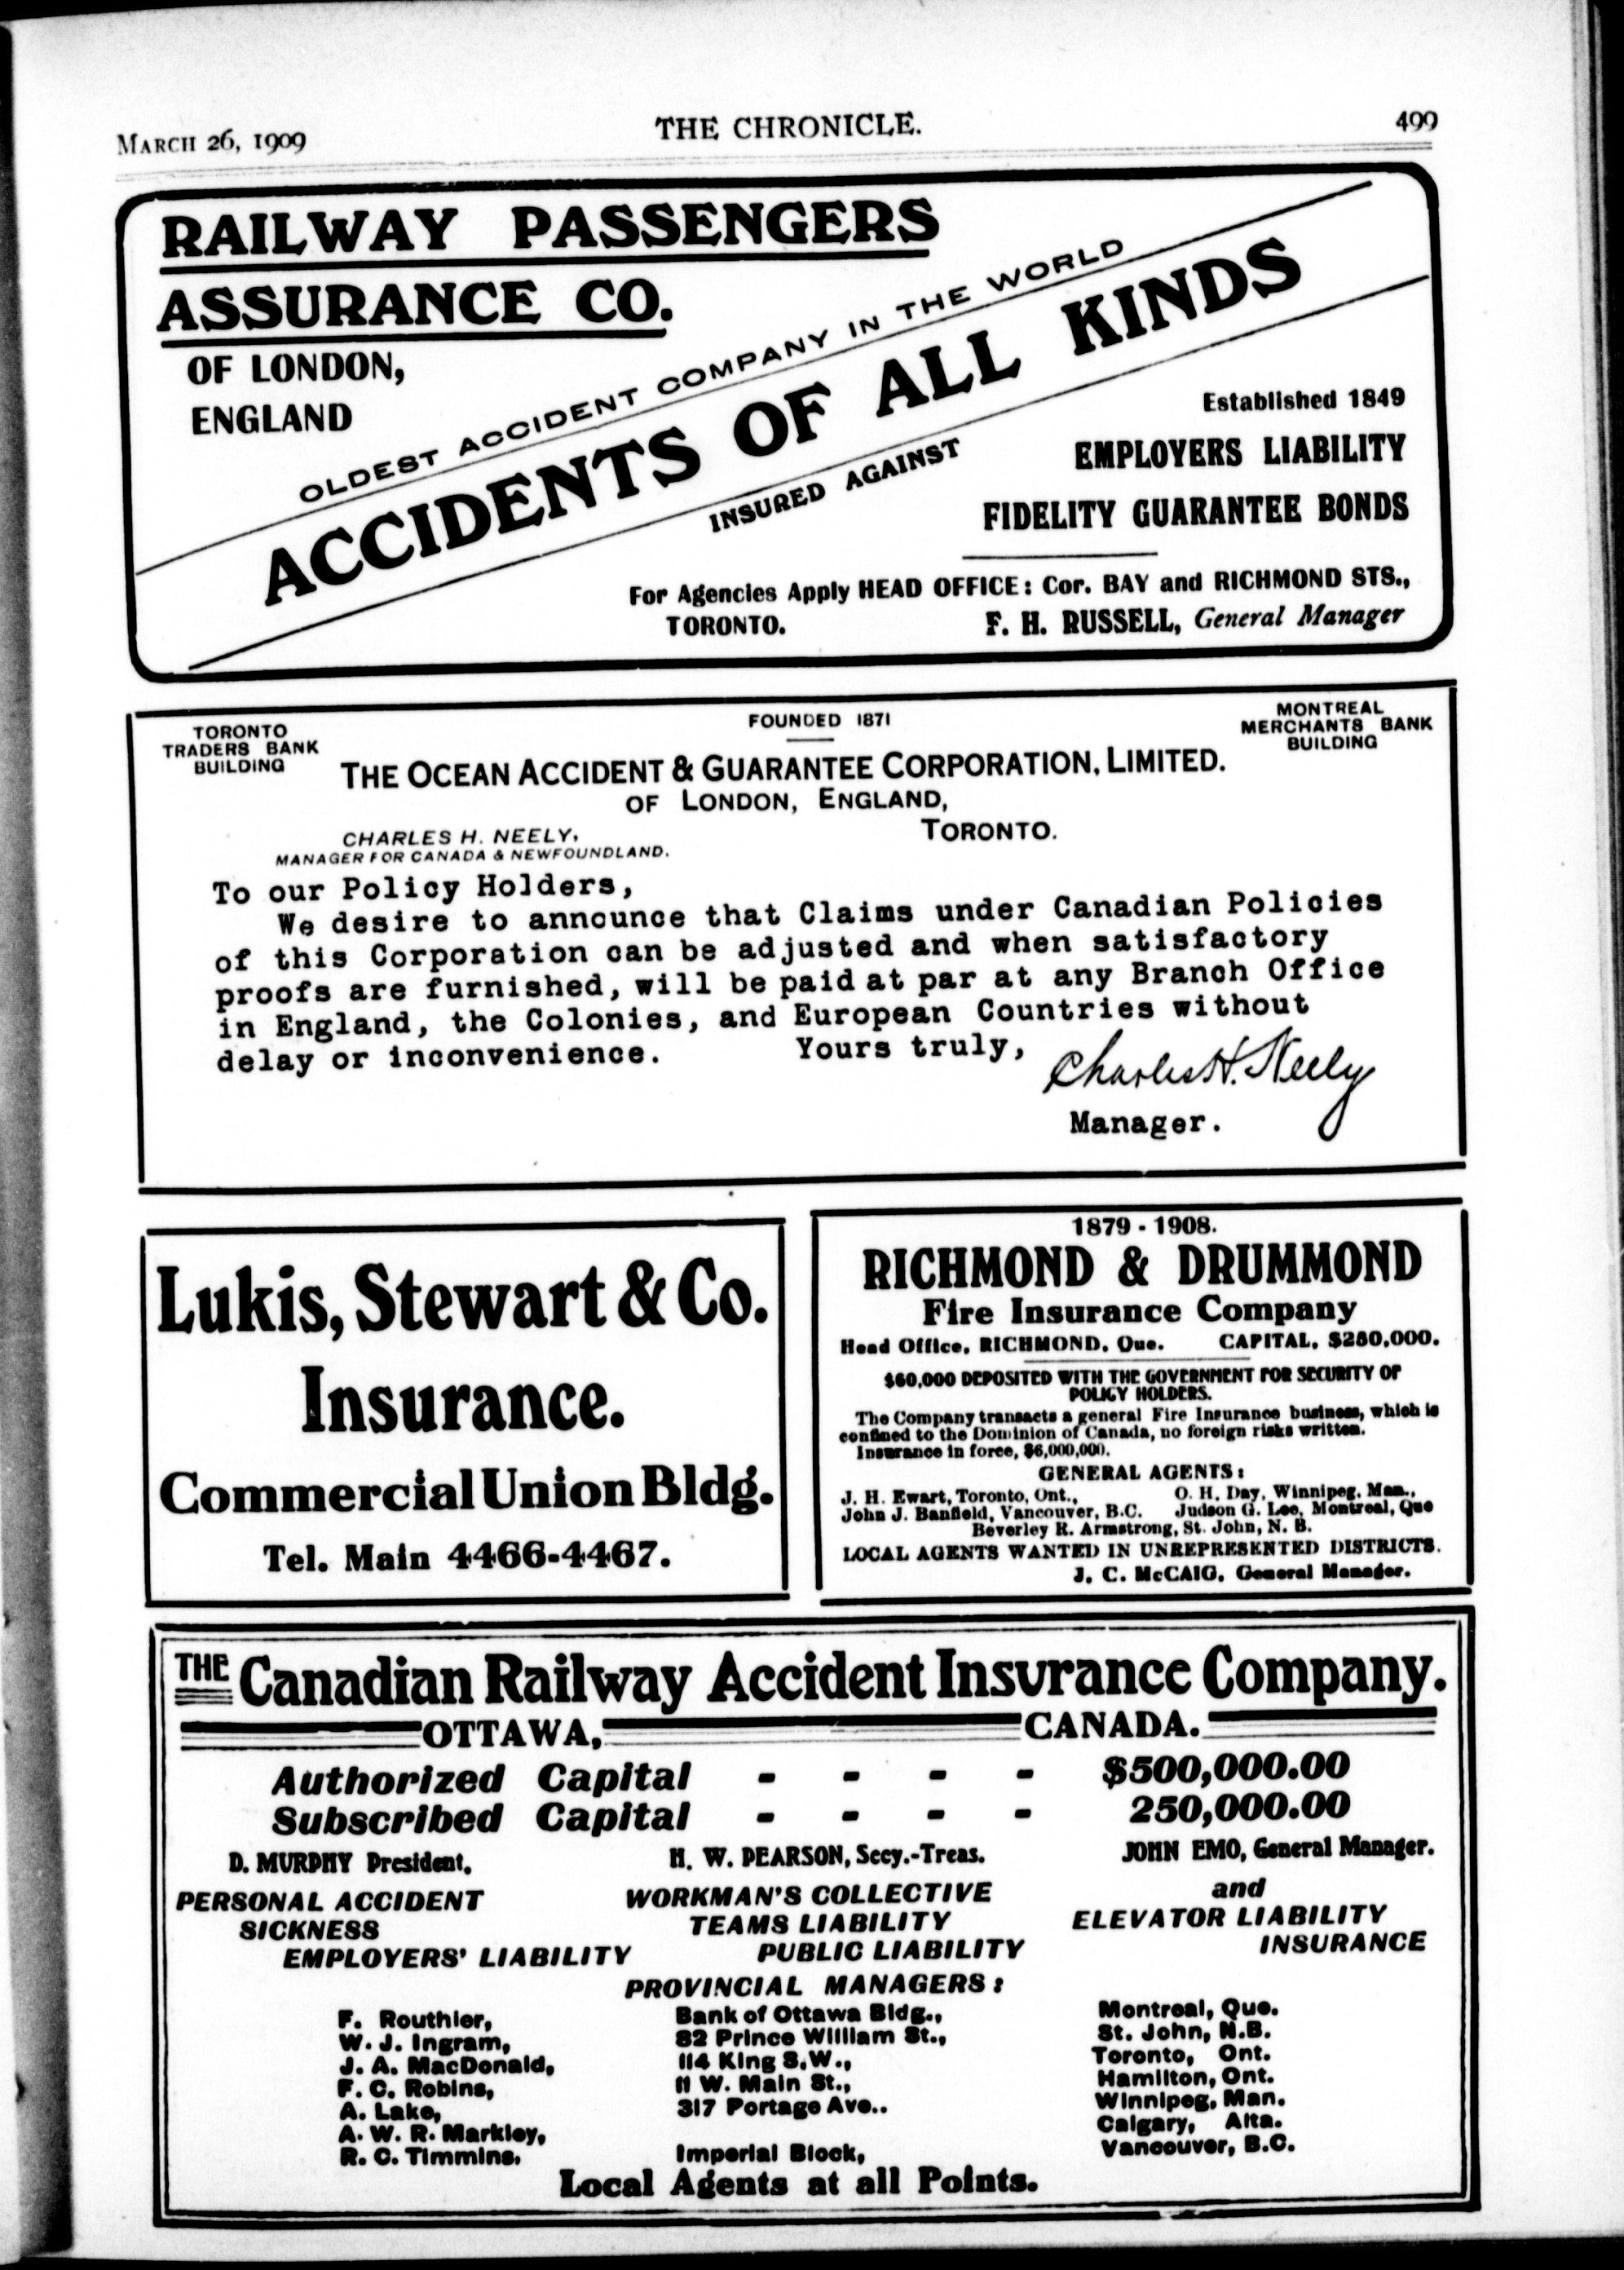 MARCH 26, 1909
THE CHRONICLE.
499
RAILWAY PASSENGERS
ASSURANCE CO.
OF LONDON,
ENGLAND
OLDEST ACCIDENT COMPANY IN THE WORLD
ACCIDENTS OF ALL KINDS
INSURED AGAINST
Established 1849
EMPLOYERS LIABILITY
FIDELITY GUARANTEE BONDS
For Agencies Apply HEAD OFFICE: Cor. BAY and RICHMOND STS.,
TORONTO. F. H. RUSSELL, General Manager
TORONTO
TRADERS BANK
BUILDING
FOUNDED 1871
MONTREAL
MERCHANTS BANK
BUILDING
THE OCEAN ACCIDENT & GUARANTEE CORPORATION, LIMITED.
OF LONDON, ENGLAND,
CHARLES H. NEELY,
MANAGER FOR CANADA & NEWFOUNDLAND.
TORONTO.
To our Policy Holders,
We desire to announce that Claims under Canadian Policies
of this Corporation can be adjusted and when satisfactory
proofs are furnished, will be paid at par at any Branch Office
in England, the Colonies, and European Countries without
delay or inconvenience. Yours truly,
Charles H. Neely
Manager.
Lukis, Stewart & Co.
Insurance.
Commercial Union Bldg.
Tel. Main 4466-4467.
1879 - 1908.
RICHMOND & DRUMMOND
Fire Insurance Company
Head Office, RICHMOND, Que. CAPITAL, $250,000.
$60,000 DEPOSITED WITH THE GOVERNMENT FOR SECURITY OF
POLICY HOLDERS.
The Company transacts a general Fire Insurance business, which is
confined to the Dominion of Canada, no foreign risks written.
Insurance in force, $6,000,000.
GENERAL AGENTS:
J. H. Ewart, Toronto, Ont., O. H. Day, Winnipeg, Man.,
John J. Banfield, Vancouver, B.C. Judson G. Lee, Montreal, Que
Beverley R. Armstrong, St. John, N. B.
LOCAL AGENTS WANTED IN UNREPRESENTED DISTRICTS.
J. C. McCAIG, General Manager.
THE Canadian Railway Accident Insurance Company.
OTTAWA, CANADA.
Authorized Capital - - - - $500,000.00
Subscribed Capital - - - - 250,000.00
D. MURPHY President, H. W. PEARSON, Secy.-Treas. JOHN EMO, General Manager.
PERSONAL ACCIDENT WORKMAN'S COLLECTIVE and
SICKNESS TEAMS LIABILITY ELEVATOR LIABILITY
EMPLOYERS' LIABILITY PUBLIC LIABILITY INSURANCE
PROVINCIAL MANAGERS:
F. Routhier, Bank of Ottawa Bldg., Montreal, Que.
W. J. Ingram, 82 Prince William St., St. John, N.B.
J. A. MacDonald, 114 King S.W., Toronto, Ont.
F. C. Robins, 11 W. Main St., Hamilton, Ont.
A. Lake, 317 Portage Ave.. Winnipeg, Man.
A. W. R. Markley, Calgary, Alta.
R. C. Timmins, Imperial Block, Vancouver, B.C.
Local Agents at all Points.